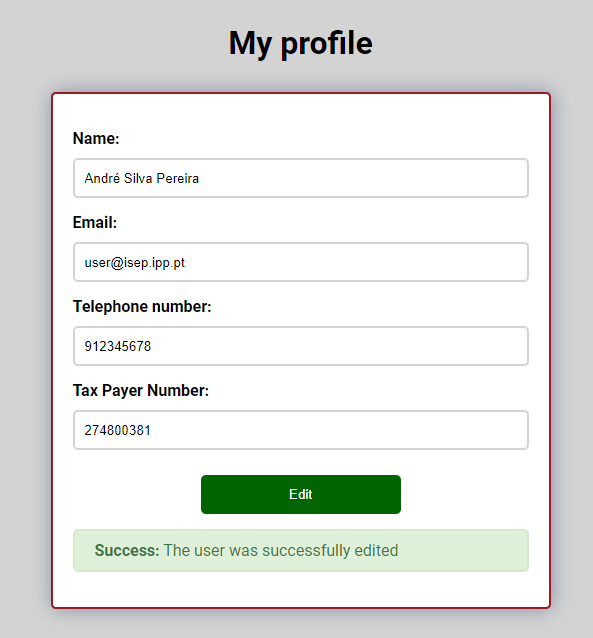 My profile
Name:
André Silva Pereira
Email:
user@isep.ipp.pt
Telephone number:
912345678
Tax Payer Number:
274800381
Edit
Success: The user was successfully edited